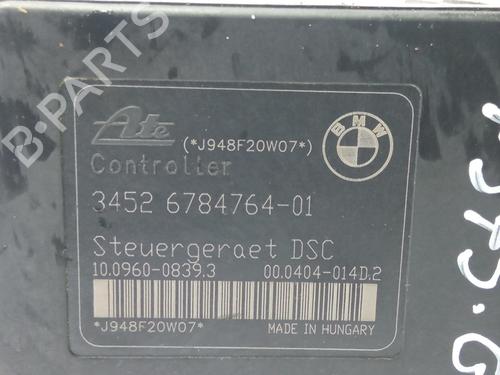 B-PARTS
Ate
(*J948F20W07*)
BMW
Controller
3452 6784764-01
Steuergeraet DSC
10.0960-0839.3
00.0404-014D.2
*J948F20W07*
MADE IN HUNGARY